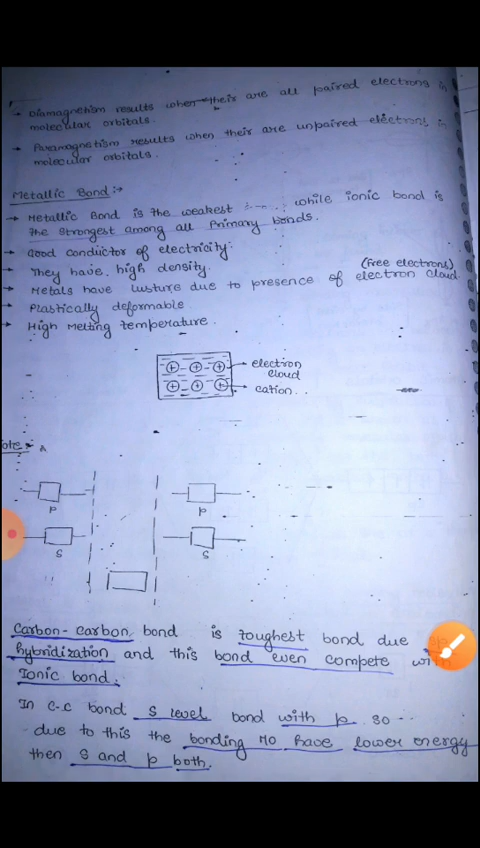 → Diamagnetism results when their are all paired electrons in
molecular orbitals.
→ Paramagnetism results when their are unpaired electrons in
molecular orbitals.
Metallic Bond :→
→ Metallic Bond is the weakest while ionic bond is
the strongest among all Primary bonds.
→ Good conductor of electricity.
→ They have high density.
(Free electrons)
→ Metals have lusture due to presence of electron cloud.
→ Plastically deformable
→ High Melting temperature.
+ + +
+ + +
→ electron
cloud
→ cation..
A
P P
S S
Carbon-carbon bond is toughest bond due
hybridization and this bond even compete with
Ionic bond.
In C-C bond S level bond with p so
due to this the bonding MO have lower energy
then S and p both.